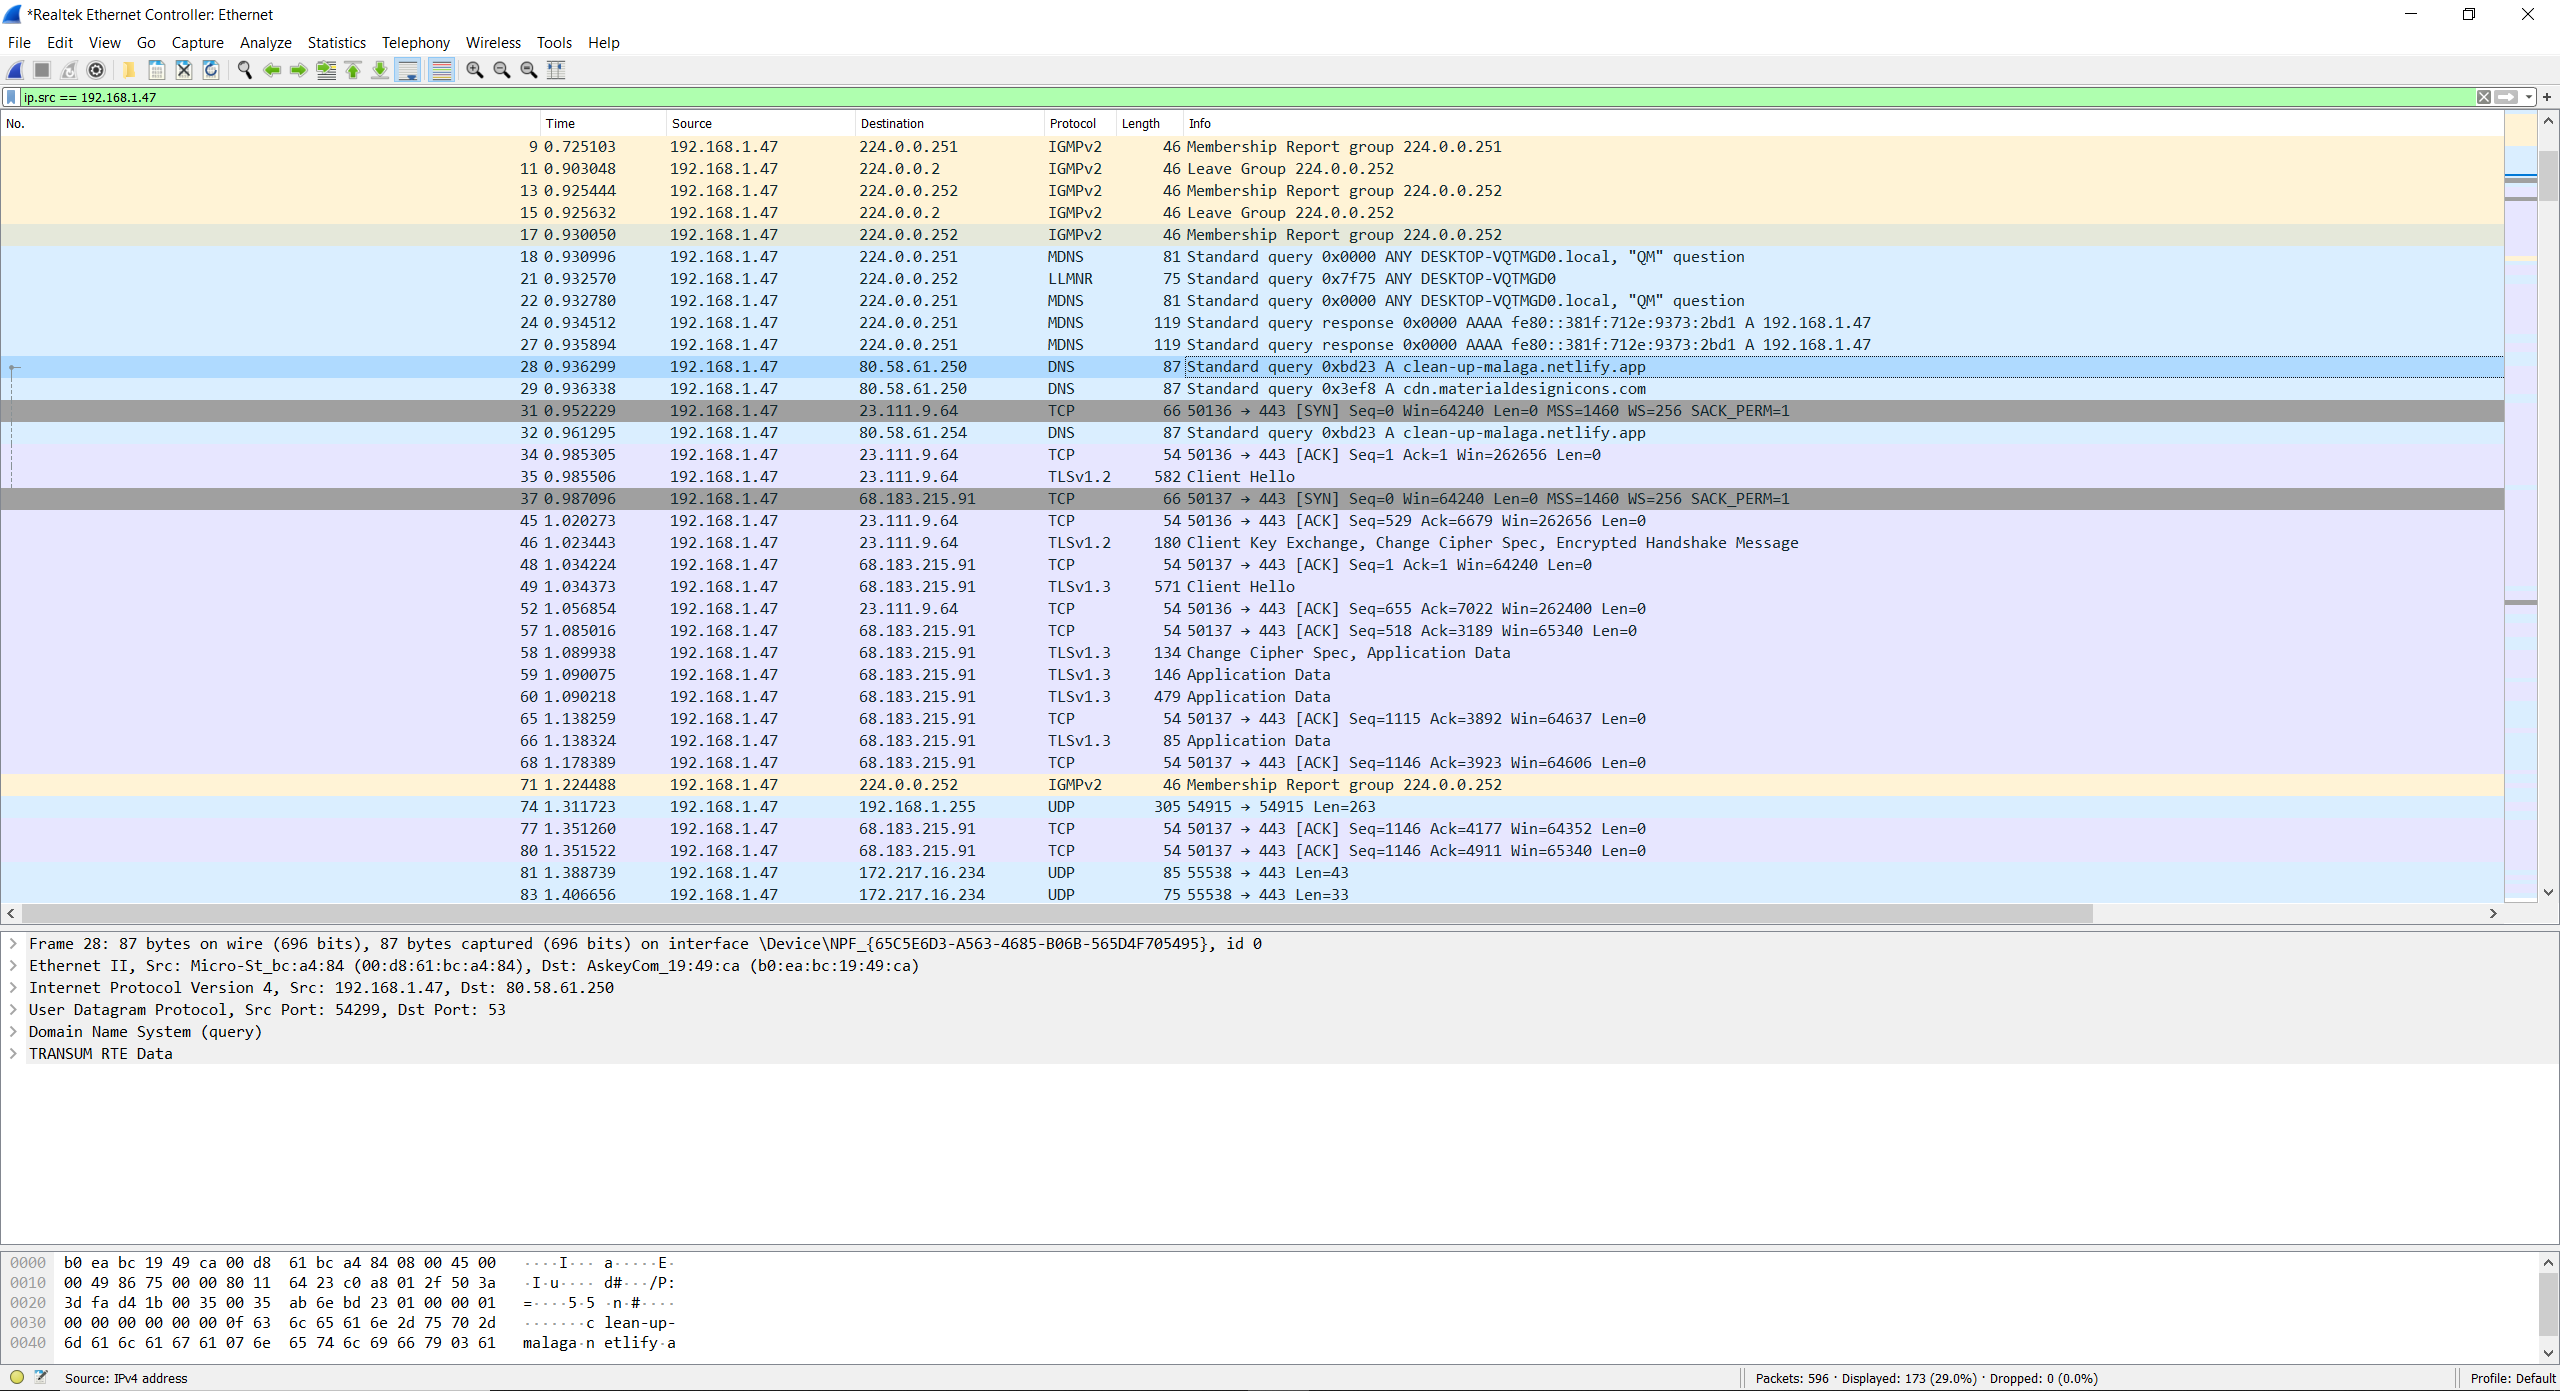 *Realtek Ethernet Controller: Ethernet
File Edit View Go Capture Analyze Statistics Telephony Wireless Tools Help
ip.src == 192.168.1.47
No. Time Source Destination Protocol Length Info
9 0.725103 192.168.1.47 224.0.0.251 IGMPv2 46 Membership Report group 224.0.0.251
11 0.903048 192.168.1.47 224.0.0.2 IGMPv2 46 Leave Group 224.0.0.252
13 0.925444 192.168.1.47 224.0.0.252 IGMPv2 46 Membership Report group 224.0.0.252
15 0.925632 192.168.1.47 224.0.0.2 IGMPv2 46 Leave Group 224.0.0.252
17 0.930050 192.168.1.47 224.0.0.252 IGMPv2 46 Membership Report group 224.0.0.252
18 0.930996 192.168.1.47 224.0.0.251 MDNS 81 Standard query 0x0000 ANY DESKTOP-VQTMGD0.local, "QM" question
21 0.932570 192.168.1.47 224.0.0.252 LLMNR 75 Standard query 0x7f75 ANY DESKTOP-VQTMGD0
22 0.932780 192.168.1.47 224.0.0.251 MDNS 81 Standard query 0x0000 ANY DESKTOP-VQTMGD0.local, "QM" question
24 0.934512 192.168.1.47 224.0.0.251 MDNS 119 Standard query response 0x0000 AAAA fe80::381f:712e:9373:2bd1 A 192.168.1.47
27 0.935894 192.168.1.47 224.0.0.251 MDNS 119 Standard query response 0x0000 AAAA fe80::381f:712e:9373:2bd1 A 192.168.1.47
28 0.936299 192.168.1.47 80.58.61.250 DNS 87 Standard query 0xbd23 A clean-up-malaga.netlify.app
29 0.936338 192.168.1.47 80.58.61.250 DNS 87 Standard query 0x3ef8 A cdn.materialdesignicons.com
31 0.952229 192.168.1.47 23.111.9.64 TCP 66 50136 → 443 [SYN] Seq=0 Win=64240 Len=0 MSS=1460 WS=256 SACK_PERM=1
32 0.961295 192.168.1.47 80.58.61.254 DNS 87 Standard query 0xbd23 A clean-up-malaga.netlify.app
34 0.985305 192.168.1.47 23.111.9.64 TCP 54 50136 → 443 [ACK] Seq=1 Ack=1 Win=262656 Len=0
35 0.985506 192.168.1.47 23.111.9.64 TLSv1.2 582 Client Hello
37 0.987096 192.168.1.47 68.183.215.91 TCP 66 50137 → 443 [SYN] Seq=0 Win=64240 Len=0 MSS=1460 WS=256 SACK_PERM=1
45 1.020273 192.168.1.47 23.111.9.64 TCP 54 50136 → 443 [ACK] Seq=529 Ack=6679 Win=262656 Len=0
46 1.023443 192.168.1.47 23.111.9.64 TLSv1.2 180 Client Key Exchange, Change Cipher Spec, Encrypted Handshake Message
48 1.034224 192.168.1.47 68.183.215.91 TCP 54 50137 → 443 [ACK] Seq=1 Ack=1 Win=64240 Len=0
49 1.034373 192.168.1.47 68.183.215.91 TLSv1.3 571 Client Hello
52 1.056854 192.168.1.47 23.111.9.64 TCP 54 50136 → 443 [ACK] Seq=655 Ack=7022 Win=262400 Len=0
57 1.085016 192.168.1.47 68.183.215.91 TCP 54 50137 → 443 [ACK] Seq=518 Ack=3189 Win=65340 Len=0
58 1.089938 192.168.1.47 68.183.215.91 TLSv1.3 134 Change Cipher Spec, Application Data
59 1.090075 192.168.1.47 68.183.215.91 TLSv1.3 146 Application Data
60 1.090218 192.168.1.47 68.183.215.91 TLSv1.3 479 Application Data
65 1.138259 192.168.1.47 68.183.215.91 TCP 54 50137 → 443 [ACK] Seq=1115 Ack=3892 Win=64637 Len=0
66 1.138324 192.168.1.47 68.183.215.91 TLSv1.3 85 Application Data
68 1.178389 192.168.1.47 68.183.215.91 TCP 54 50137 → 443 [ACK] Seq=1146 Ack=3923 Win=64606 Len=0
71 1.224488 192.168.1.47 224.0.0.252 IGMPv2 46 Membership Report group 224.0.0.252
74 1.311723 192.168.1.47 192.168.1.255 UDP 305 54915 → 54915 Len=263
77 1.351260 192.168.1.47 68.183.215.91 TCP 54 50137 → 443 [ACK] Seq=1146 Ack=4177 Win=64352 Len=0
80 1.351522 192.168.1.47 68.183.215.91 TCP 54 50137 → 443 [ACK] Seq=1146 Ack=4911 Win=65340 Len=0
81 1.388739 192.168.1.47 172.217.16.234 UDP 85 55538 → 443 Len=43
83 1.406656 192.168.1.47 172.217.16.234 UDP 75 55538 → 443 Len=33
Frame 28: 87 bytes on wire (696 bits), 87 bytes captured (696 bits) on interface \Device\NPF_{65C5E6D3-A563-4685-B06B-565D4F705495}, id 0
Ethernet II, Src: Micro-St_bc:a4:84 (00:d8:61:bc:a4:84), Dst: AskeyCom_19:49:ca (b0:ea:bc:19:49:ca)
Internet Protocol Version 4, Src: 192.168.1.47, Dst: 80.58.61.250
User Datagram Protocol, Src Port: 54299, Dst Port: 53
Domain Name System (query)
TRANSUM RTE Data
0000 b0 ea bc 19 49 ca 00 d8 61 bc a4 84 08 00 45 00 ····I··· a·····E·
0010 00 49 86 75 00 00 80 11 64 23 c0 a8 01 2f 50 3a ·I·u···· d#···/P:
0020 3d fa d4 1b 00 35 00 35 ab 6e bd 23 01 00 00 01 =····5·5 ·n·#····
0030 00 00 00 00 00 00 0f 63 6c 65 61 6e 2d 75 70 2d ·······c lean-up-
0040 6d 61 6c 61 67 61 07 6e 65 74 6c 69 66 79 03 61 malaga·n etlify·a
Source: IPv4 address Packets: 596 · Displayed: 173 (29.0%) · Dropped: 0 (0.0%) Profile: Default